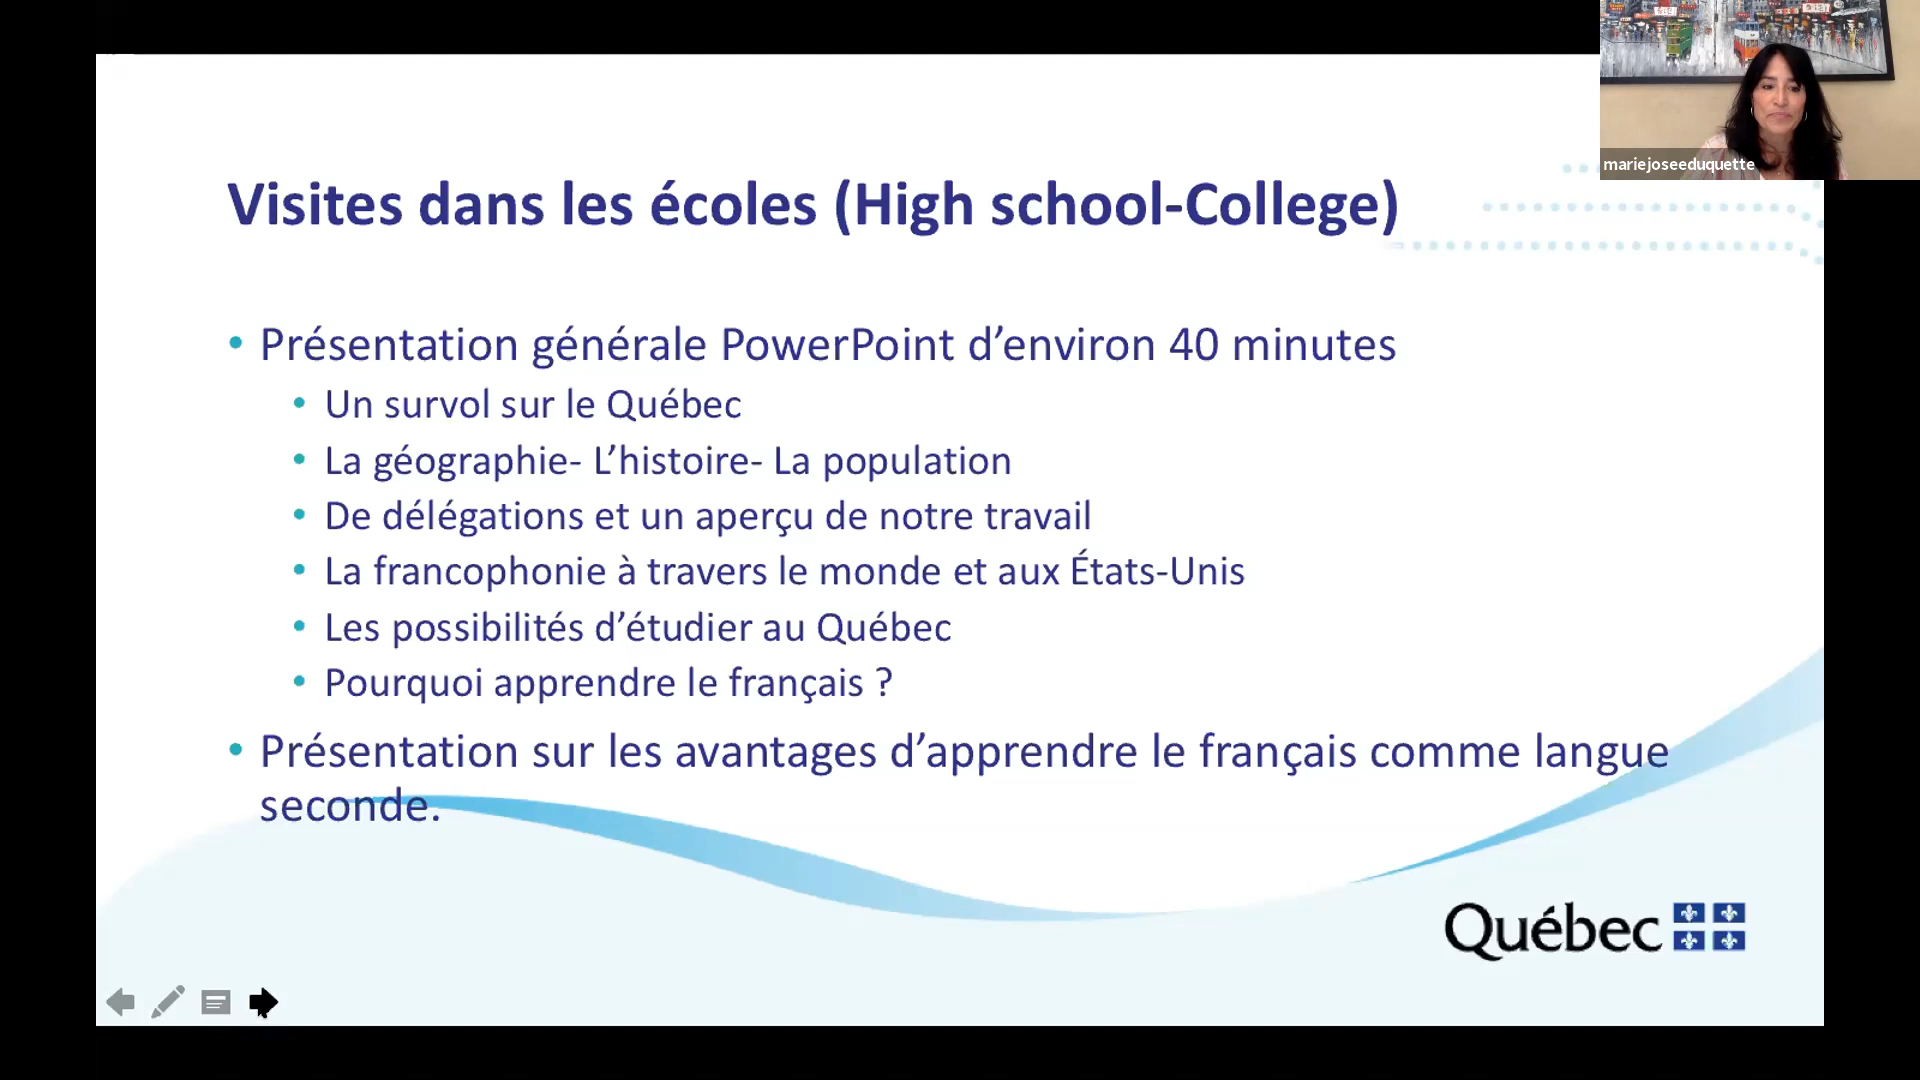 mariejoseeduquette
Visites dans les écoles (High school-College)
• Présentation générale PowerPoint d’environ 40 minutes
• Un survol sur le Québec
• La géographie- L’histoire- La population
• De délégations et un aperçu de notre travail
• La francophonie à travers le monde et aux États-Unis
• Les possibilités d’étudier au Québec
• Pourquoi apprendre le français ?
• Présentation sur les avantages d’apprendre le français comme langue
seconde.
Québec